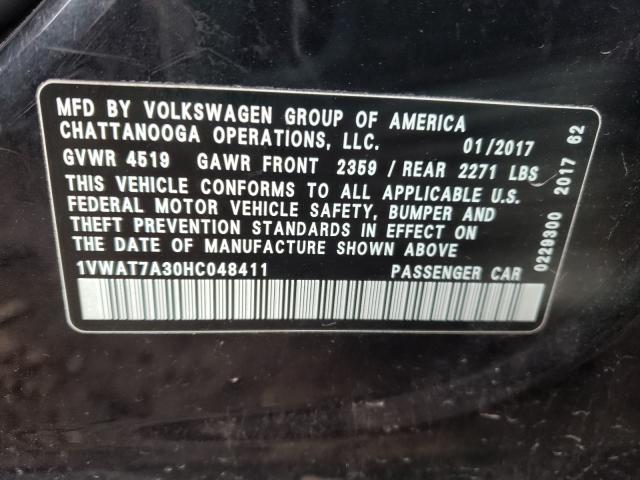 MFD BY VOLKSWAGEN GROUP OF AMERICA
CHATTANOOGA OPERATIONS, LLC. 01/2017
GVWR 4519 GAWR FRONT 2359 / REAR 2271 LBS
THIS VEHICLE CONFORMS TO ALL APPLICABLE U.S.
FEDERAL MOTOR VEHICLE SAFETY, BUMPER AND
THEFT PREVENTION STANDARDS IN EFFECT ON
THE DATE OF MANUFACTURE SHOWN ABOVE
1VWAT7A30HC048411 PASSENGER CAR
0229300 2017 62